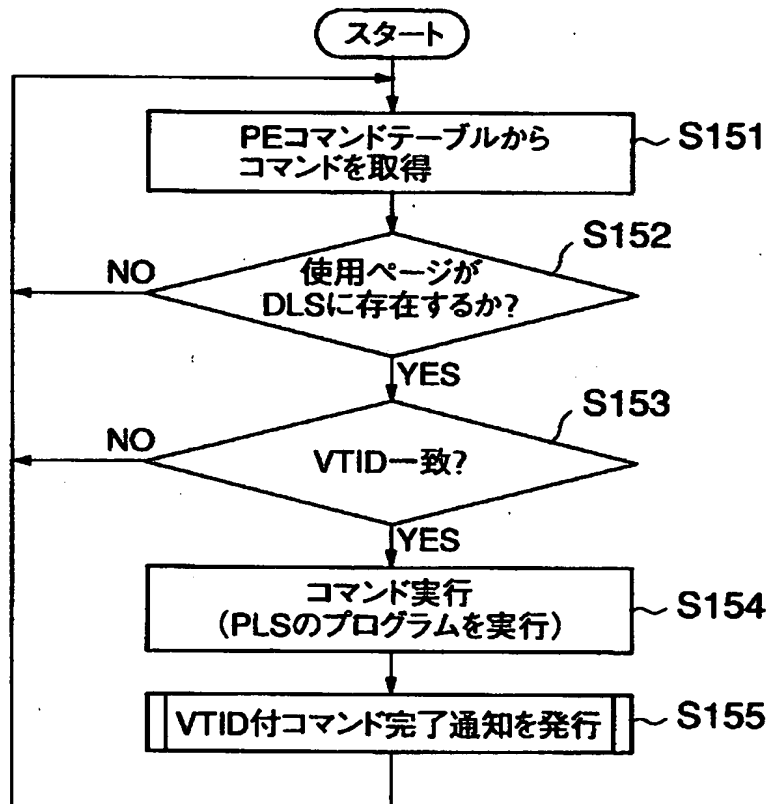 スタート
PEコマンドテーブルから
コマンドを取得
S151
S152
使用ページが
DLSに存在するか?
NO
YES
S153
VTID一致?
NO
YES
コマンド実行
(PLSのプログラムを実行)
S154
VTID付コマンド完了通知を発行
S155